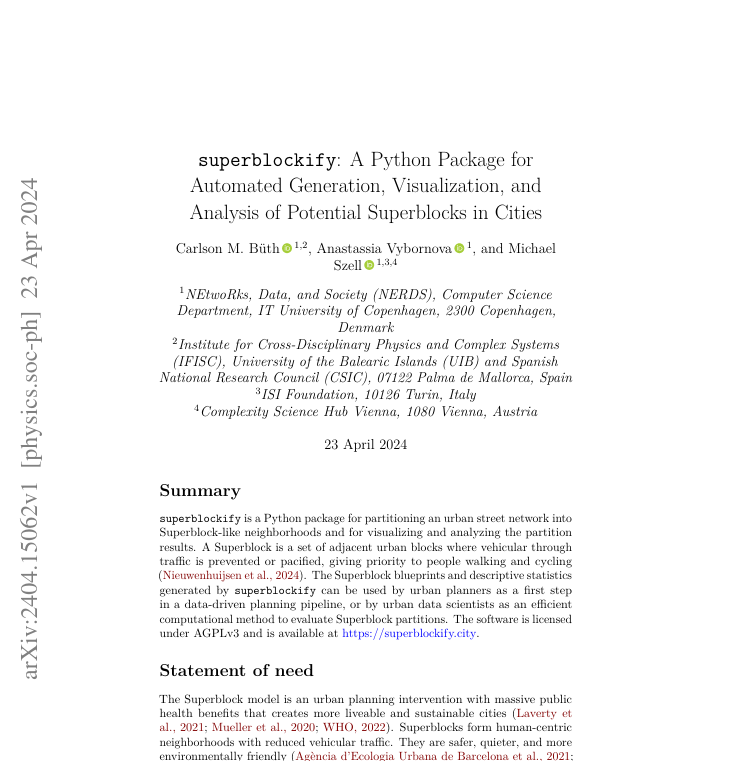 arXiv:2404.15062v1 [physics.soc-ph] 23 Apr 2024
superblockify: A Python Package for
Automated Generation, Visualization, and
Analysis of Potential Superblocks in Cities
Carlson M. Büth 1,2, Anastassia Vybornova 1, and Michael
Szell 1,3,4
1NEtwoRks, Data, and Society (NERDS), Computer Science
Department, IT University of Copenhagen, 2300 Copenhagen,
Denmark
2Institute for Cross-Disciplinary Physics and Complex Systems
(IFISC), University of the Balearic Islands (UIB) and Spanish
National Research Council (CSIC), 07122 Palma de Mallorca, Spain
3ISI Foundation, 10126 Turin, Italy
4Complexity Science Hub Vienna, 1080 Vienna, Austria
23 April 2024
Summary
superblockify is a Python package for partitioning an urban street network into
Superblock-like neighborhoods and for visualizing and analyzing the partition
results. A Superblock is a set of adjacent urban blocks where vehicular through
traffic is prevented or pacified, giving priority to people walking and cycling
(Nieuwenhuijsen et al., 2024). The Superblock blueprints and descriptive statistics
generated by superblockify can be used by urban planners as a first step
in a data-driven planning pipeline, or by urban data scientists as an efficient
computational method to evaluate Superblock partitions. The software is licensed
under AGPLv3 and is available at https://superblockify.city.
Statement of need
The Superblock model is an urban planning intervention with massive public
health benefits that creates more liveable and sustainable cities (Laverty et
al., 2021; Mueller et al., 2020; WHO, 2022). Superblocks form human-centric
neighborhoods with reduced vehicular traffic. They are safer, quieter, and more
environmentally friendly (Agència d'Ecologia Urbana de Barcelona et al., 2021;